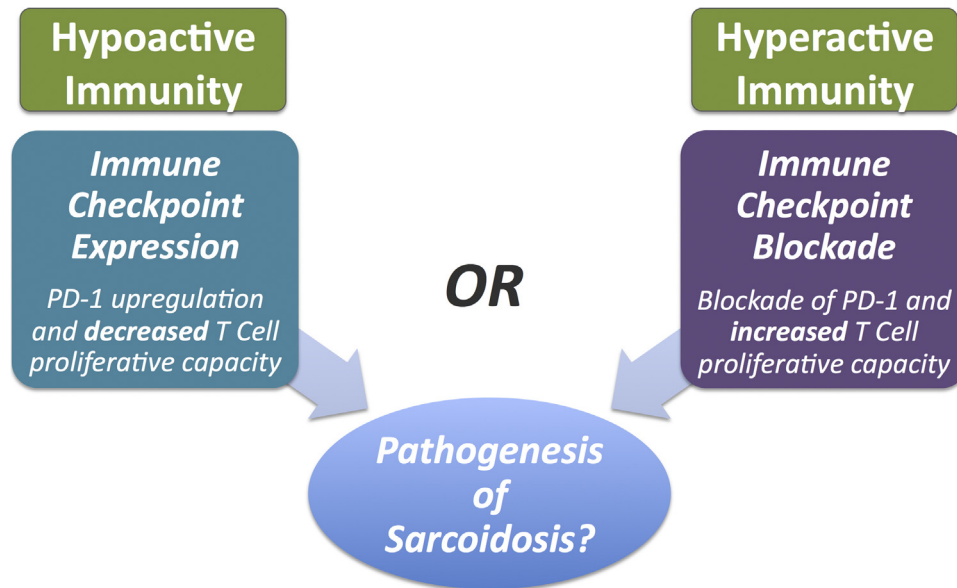 Hypoactive
Immunity
Immune
Checkpoint
Expression
PD-1 upregulation
and decreased T Cell
proliferative capacity
OR
Hyperactive
Immunity
Immune
Checkpoint
Blockade
Blockade of PD-1 and
increased T Cell
proliferative capacity
Pathogenesis
of
Sarcoidosis?